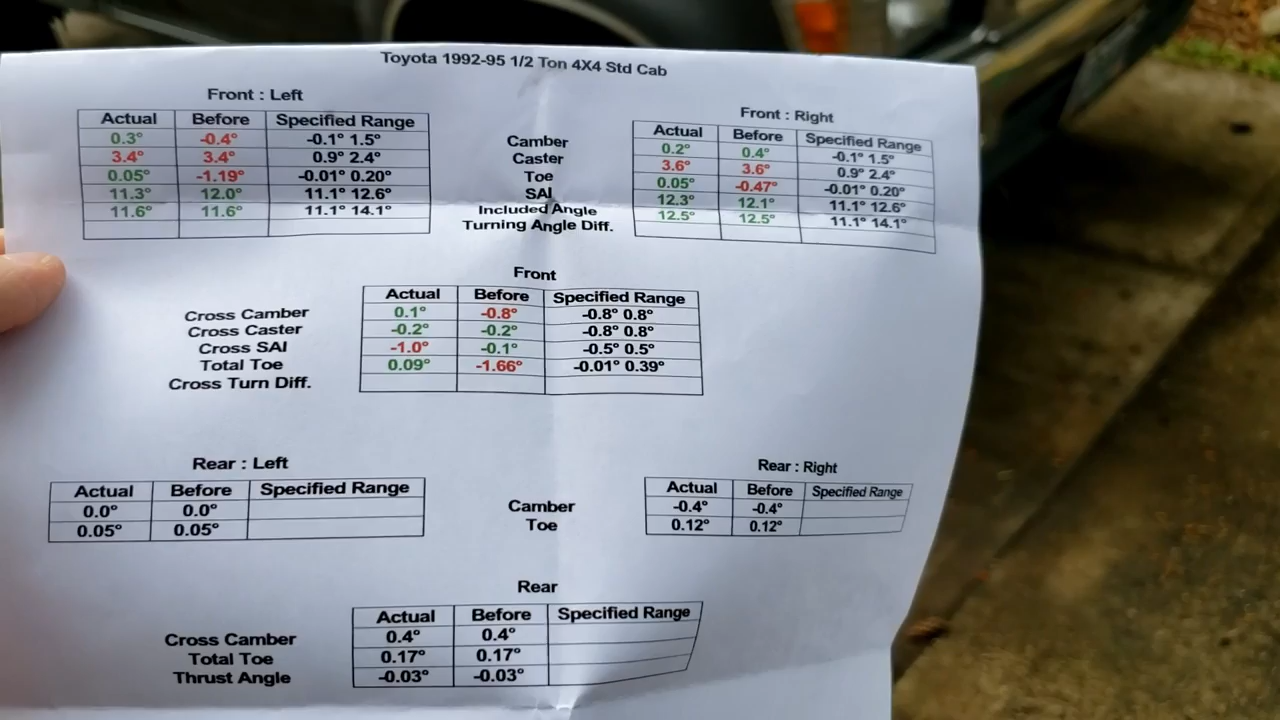 Toyota 1992-95 1/2 Ton 4X4 Std Cab
Front : Left
Actual Before Specified Range
0.3° -0.4° -0.1° 1.5°
3.4° 3.4° 0.9° 2.4°
0.05° -1.19° -0.01° 0.20°
11.3° 12.0° 11.1° 12.6°
11.6° 11.6° 11.1° 14.1°
Camber
Caster
Toe
SAI
Included Angle
Turning Angle Diff.
Front : Right
Actual Before Specified Range
0.2° 0.4° -0.1° 1.5°
3.6° 3.6° 0.9° 2.4°
0.05° -0.47° -0.01° 0.20°
12.3° 12.1° 11.1° 12.6°
12.5° 12.5° 11.1° 14.1°
Front
Actual Before Specified Range
Cross Camber 0.1° -0.8° -0.8° 0.8°
Cross Caster -0.2° -0.2° -0.8° 0.8°
Cross SAI -1.0° -0.1° -0.5° 0.5°
Total Toe 0.09° -1.66° -0.01° 0.39°
Cross Turn Diff.
Rear : Left
Actual Before Specified Range
0.0° 0.0°
0.05° 0.05°
Camber
Toe
Rear : Right
Actual Before Specified Range
-0.4° -0.4°
0.12° 0.12°
Rear
Actual Before Specified Range
Cross Camber 0.4° 0.4°
Total Toe 0.17° 0.17°
Thrust Angle -0.03° -0.03°